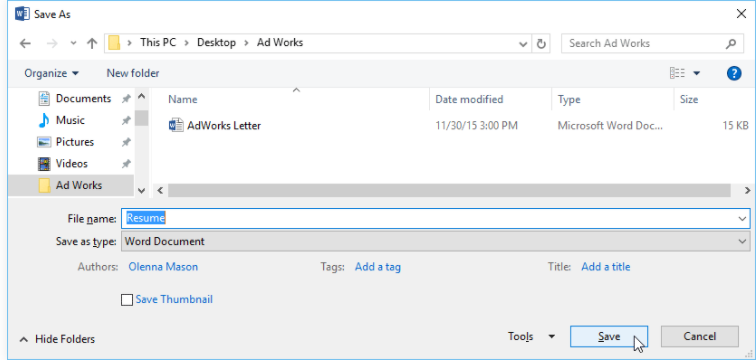 Save As
This PC > Desktop > Ad Works
Search Ad Works
Organize New folder
Documents
Music
Pictures
Videos
Ad Works
Name Date modified Type Size
AdWorks Letter 11/30/15 3:00 PM Microsoft Word Doc... 15 KB
File name: Resume
Save as type: Word Document
Authors: Olenna Mason Tags: Add a tag Title: Add a title
Save Thumbnail
Hide Folders Tools Save Cancel